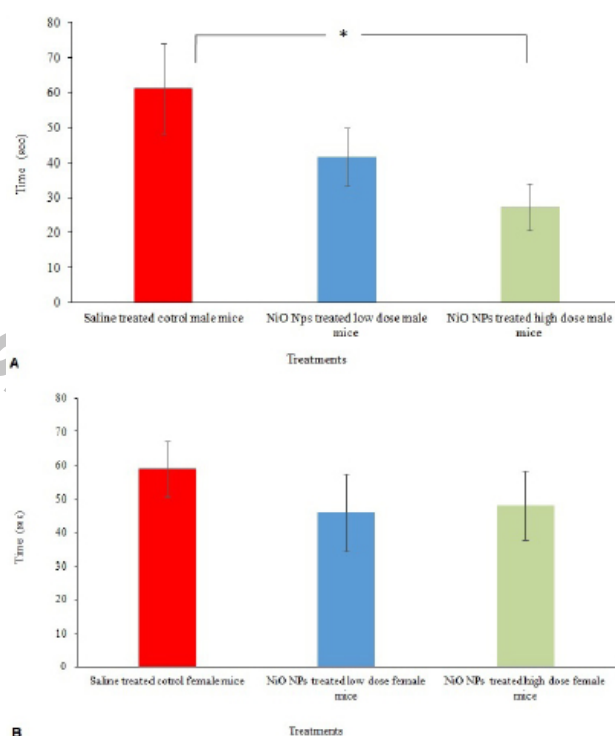 80
*
70
60
50
40
30
20
10
0
Time (sec)
Saline treated cotrol male mice
NiO Nps treated low dose male
mice
NiO NPs treated high dose male
mice
A
Treatments
80
70
60
50
40
30
20
10
0
Time (sec)
Saline treated cotrol female mice
NiO NPs treated low dose female
mice
NiO NPs treated high dose female
mice
B
Treatments